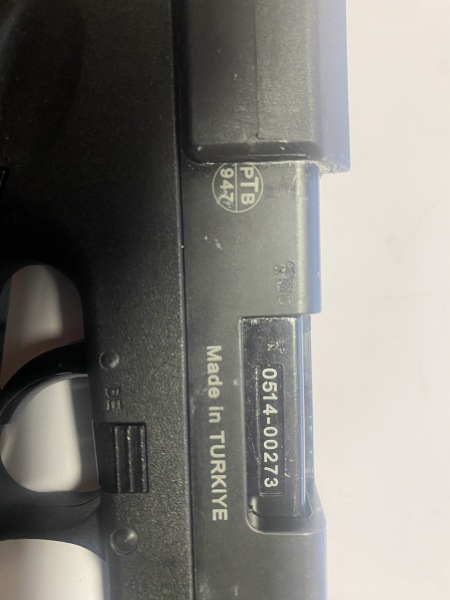 PTB
947
Made in TURKIYE
0514-00273